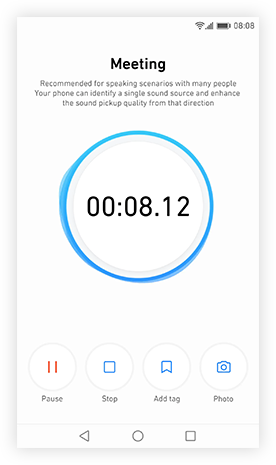 08:08
Meeting
Recommended for speaking scenarios with many people
Your phone can identify a single sound source and enhance
the sound pickup quality from that direction
00:08.12
Pause Stop Add tag Photo